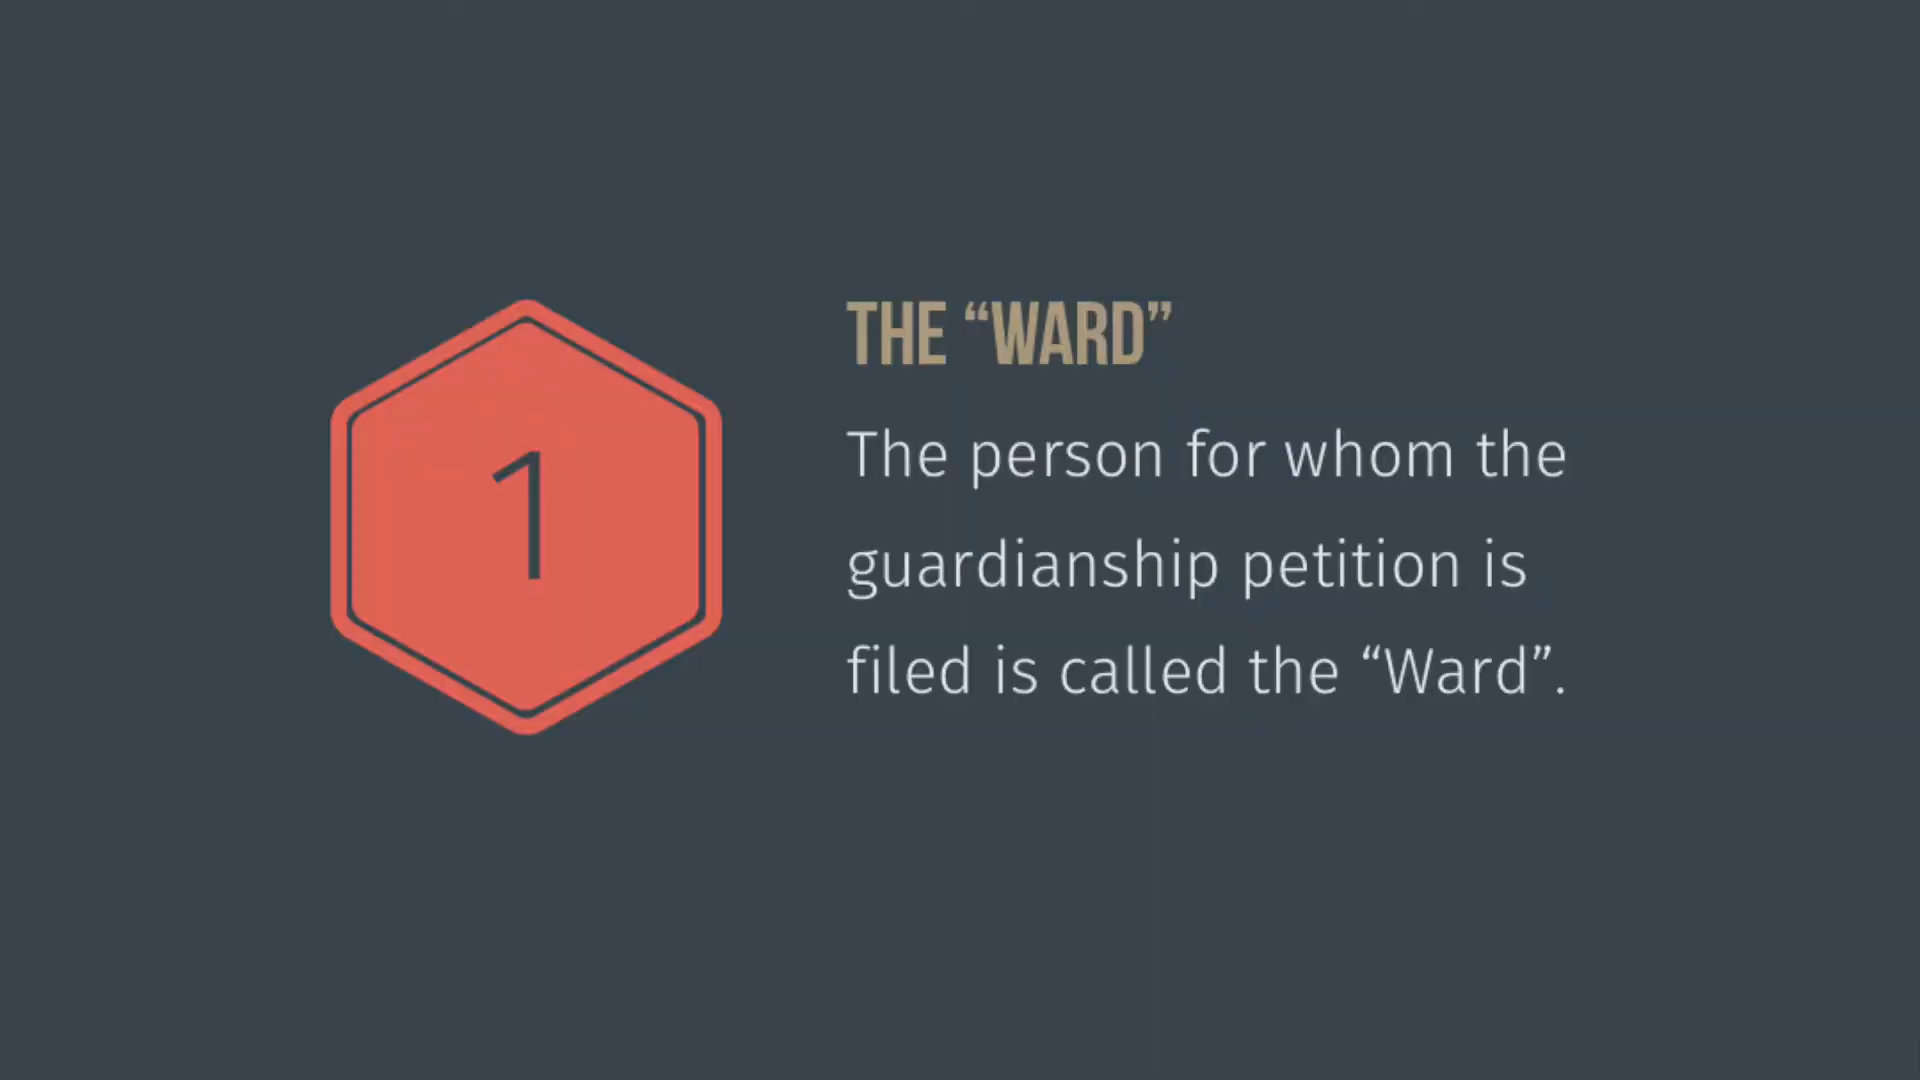 1
THE “WARD”
The person for whom the
guardianship petition is
filed is called the “Ward”.